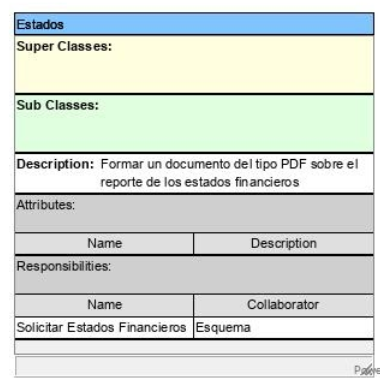 Estados
Super Classes:
Sub Classes:
Description: Formar un documento del tipo PDF sobre el
reporte de los estados financieros
Attributes:
Name Description
Responsibilities:
Name Collaborator
Solicitar Estados Financieros Esquema